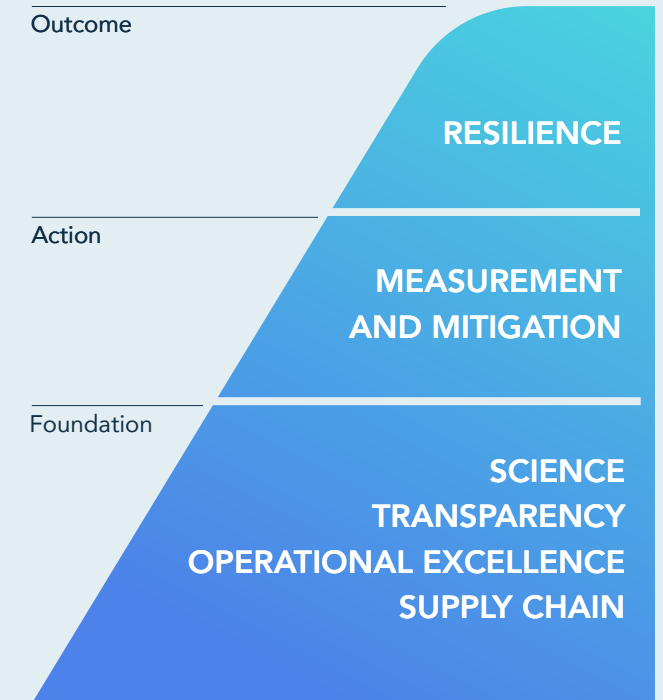 Outcome
RESILIENCE
Action
MEASUREMENT
AND MITIGATION
Foundation
SCIENCE
TRANSPARENCY
OPERATIONAL EXCELLENCE
SUPPLY CHAIN